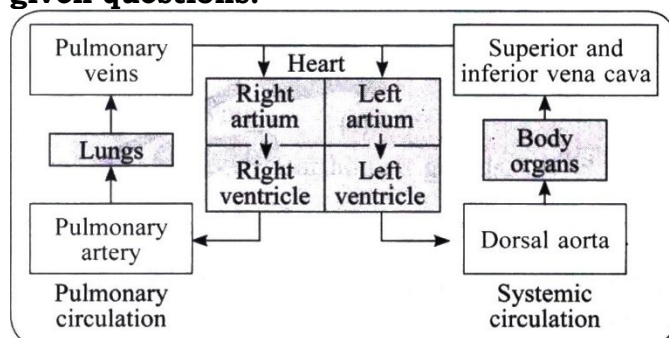 given questions.
Pulmonary
veins
Heart
Superior and
inferior vena cava
Right
artium
Left
artium
Lungs
Body
organs
Right
ventricle
Left
ventricle
Pulmonary
artery
Dorsal aorta
Pulmonary
circulation
Systemic
circulation